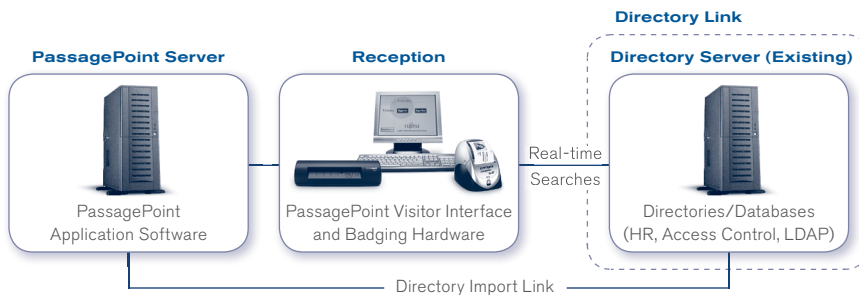 Directory Link
PassagePoint Server
Reception
Directory Server (Existing)
FUJITSU
Real-time
Searches
PassagePoint
Application Software
PassagePoint Visitor Interface
and Badging Hardware
Directories/Databases
(HR, Access Control, LDAP)
Directory Import Link